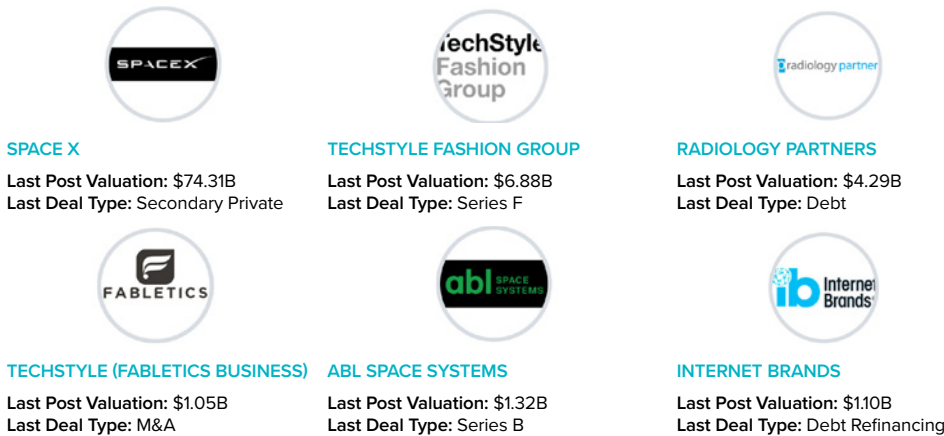 SPACEX
TechStyle
Fashion
Group
radiology partner
SPACE X
Last Post Valuation: $74.31B
Last Deal Type: Secondary Private
TECHSTYLE FASHION GROUP
Last Post Valuation: $6.88B
Last Deal Type: Series F
RADIOLOGY PARTNERS
Last Post Valuation: $4.29B
Last Deal Type: Debt
FABLETICS
abl SPACE
SYSTEMS
ib Internet
Brands
TECHSTYLE (FABLETICS BUSINESS)
Last Post Valuation: $1.05B
Last Deal Type: M&A
ABL SPACE SYSTEMS
Last Post Valuation: $1.32B
Last Deal Type: Series B
INTERNET BRANDS
Last Post Valuation: $1.10B
Last Deal Type: Debt Refinancing